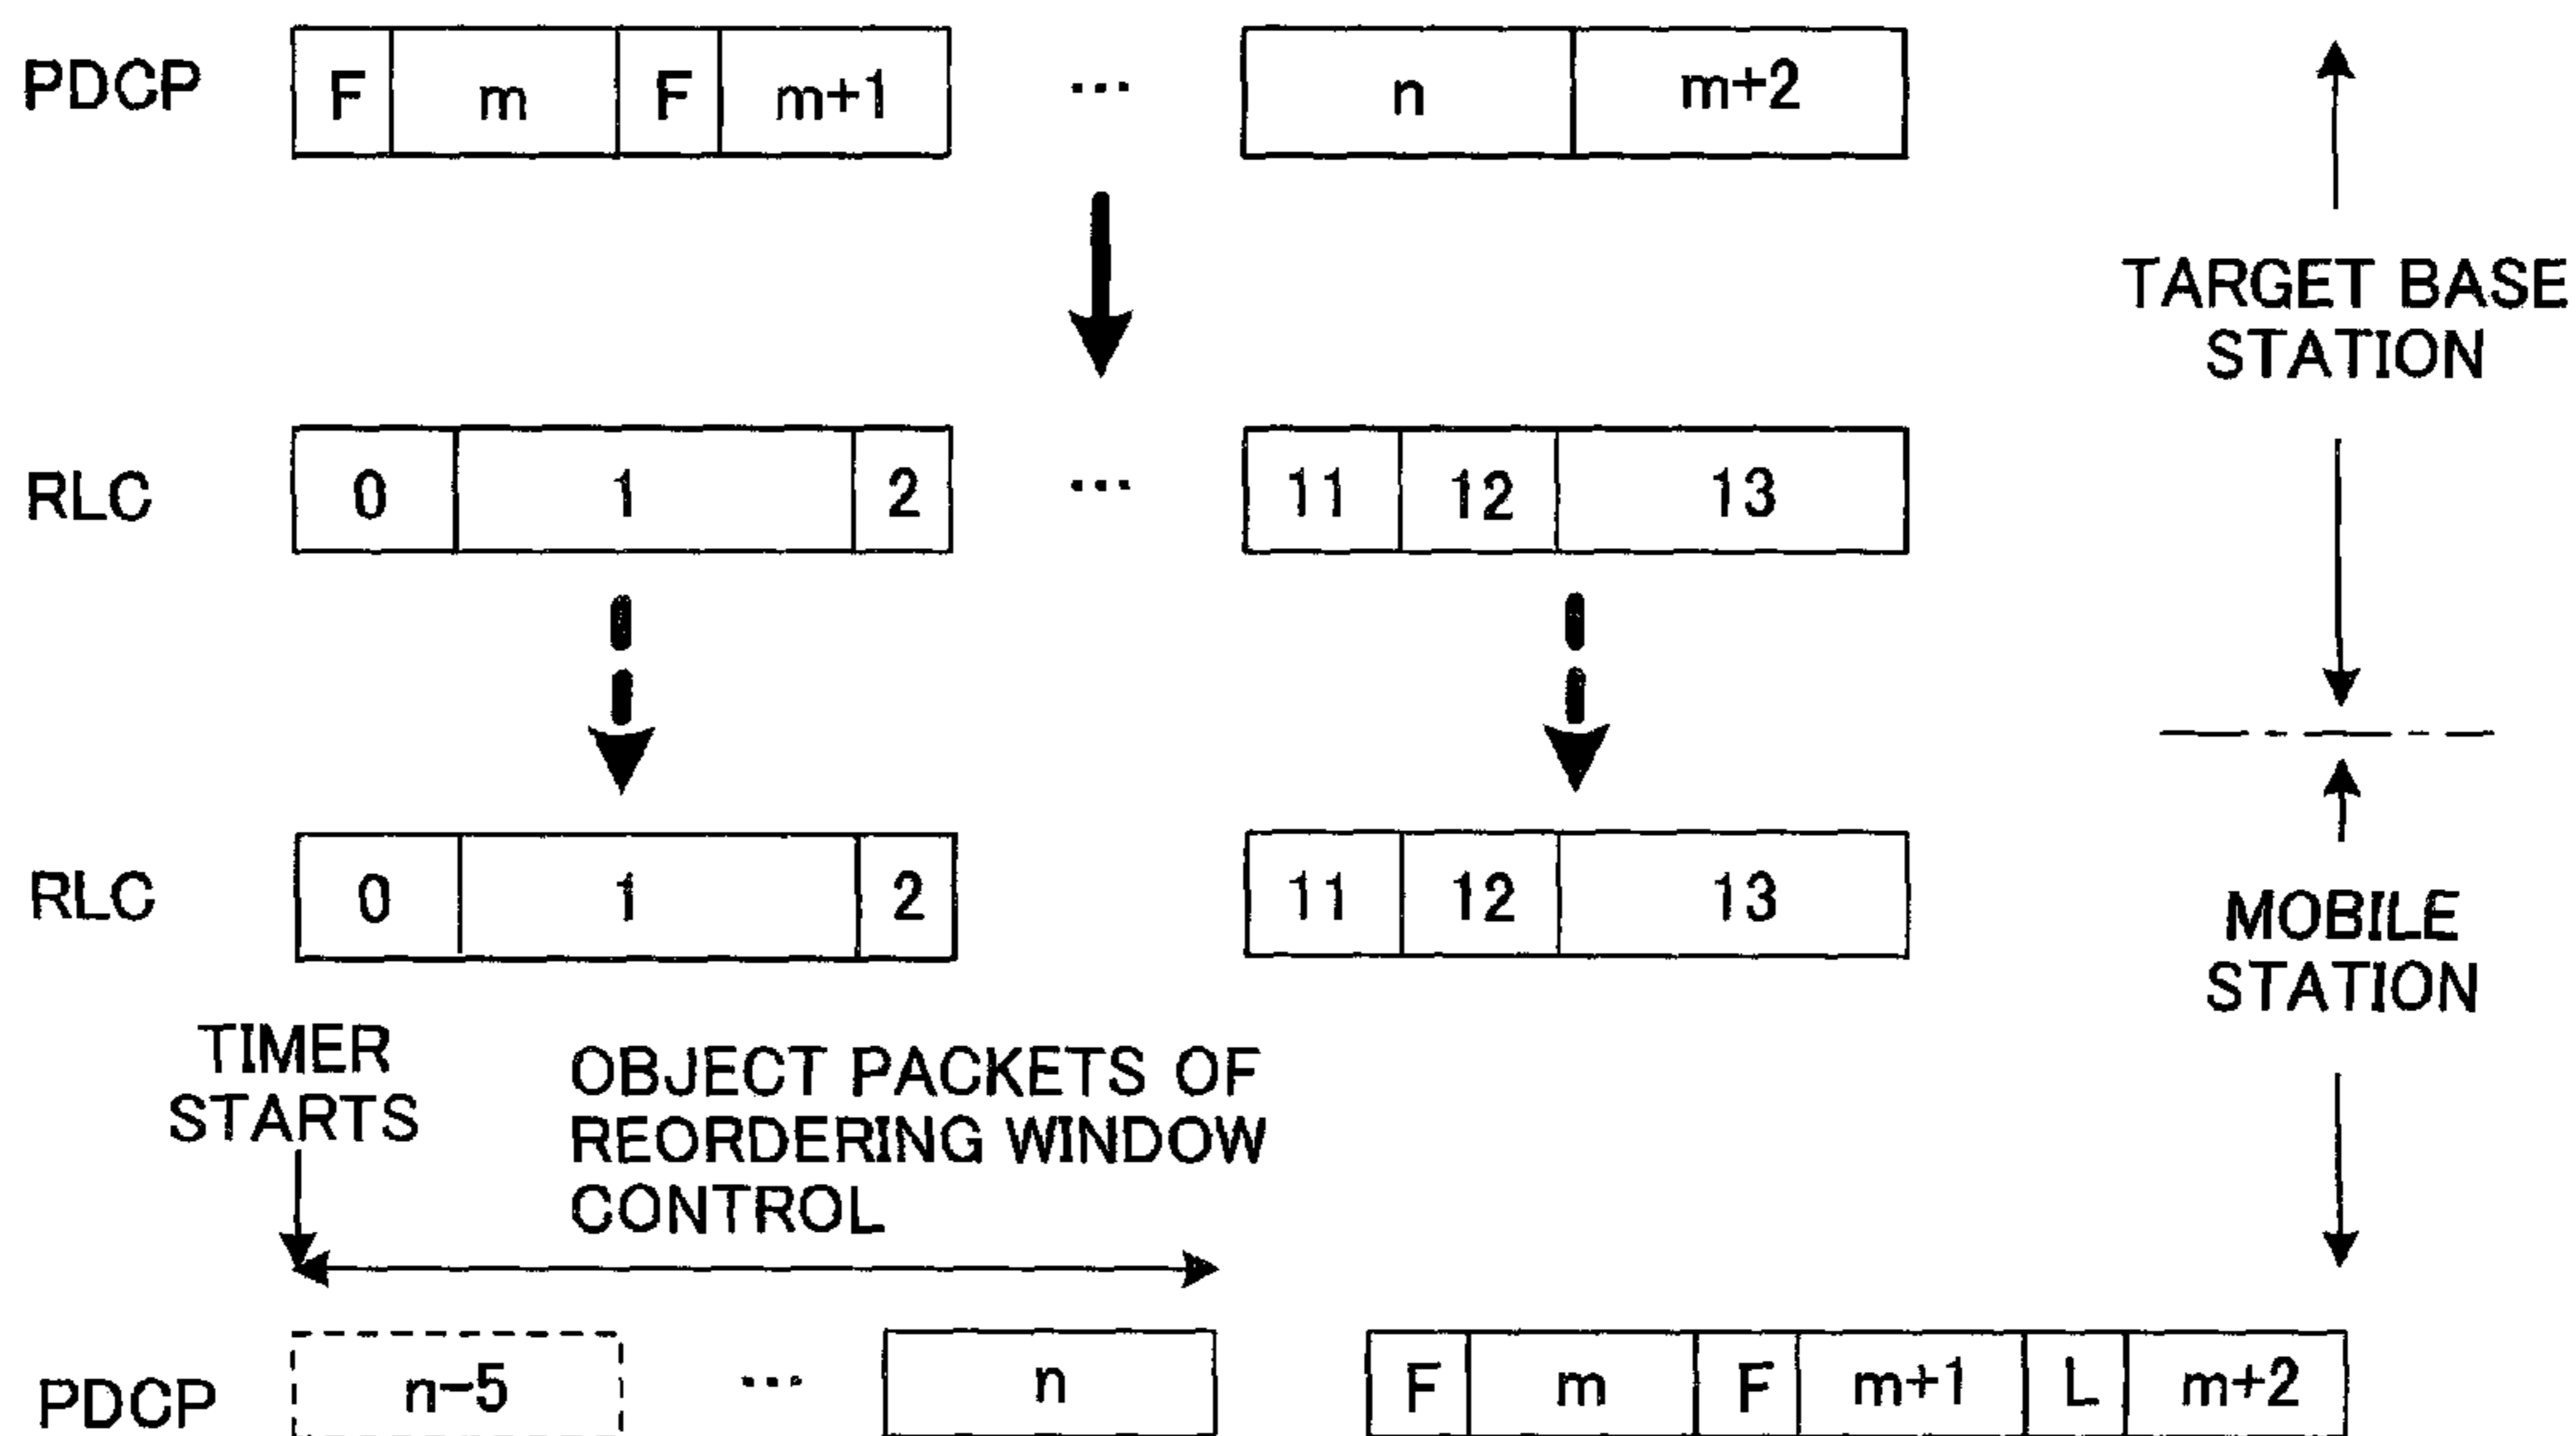 PDCP F m F m+1 ... n m+2
TARGET BASE
STATION
RLC 0 1 2 ... 11 12 13
RLC 0 1 2 11 12 13
MOBILE
STATION
TIMER
STARTS
OBJECT PACKETS OF
REORDERING WINDOW
CONTROL
PDCP n-5 ... n F m F m+1 L m+2